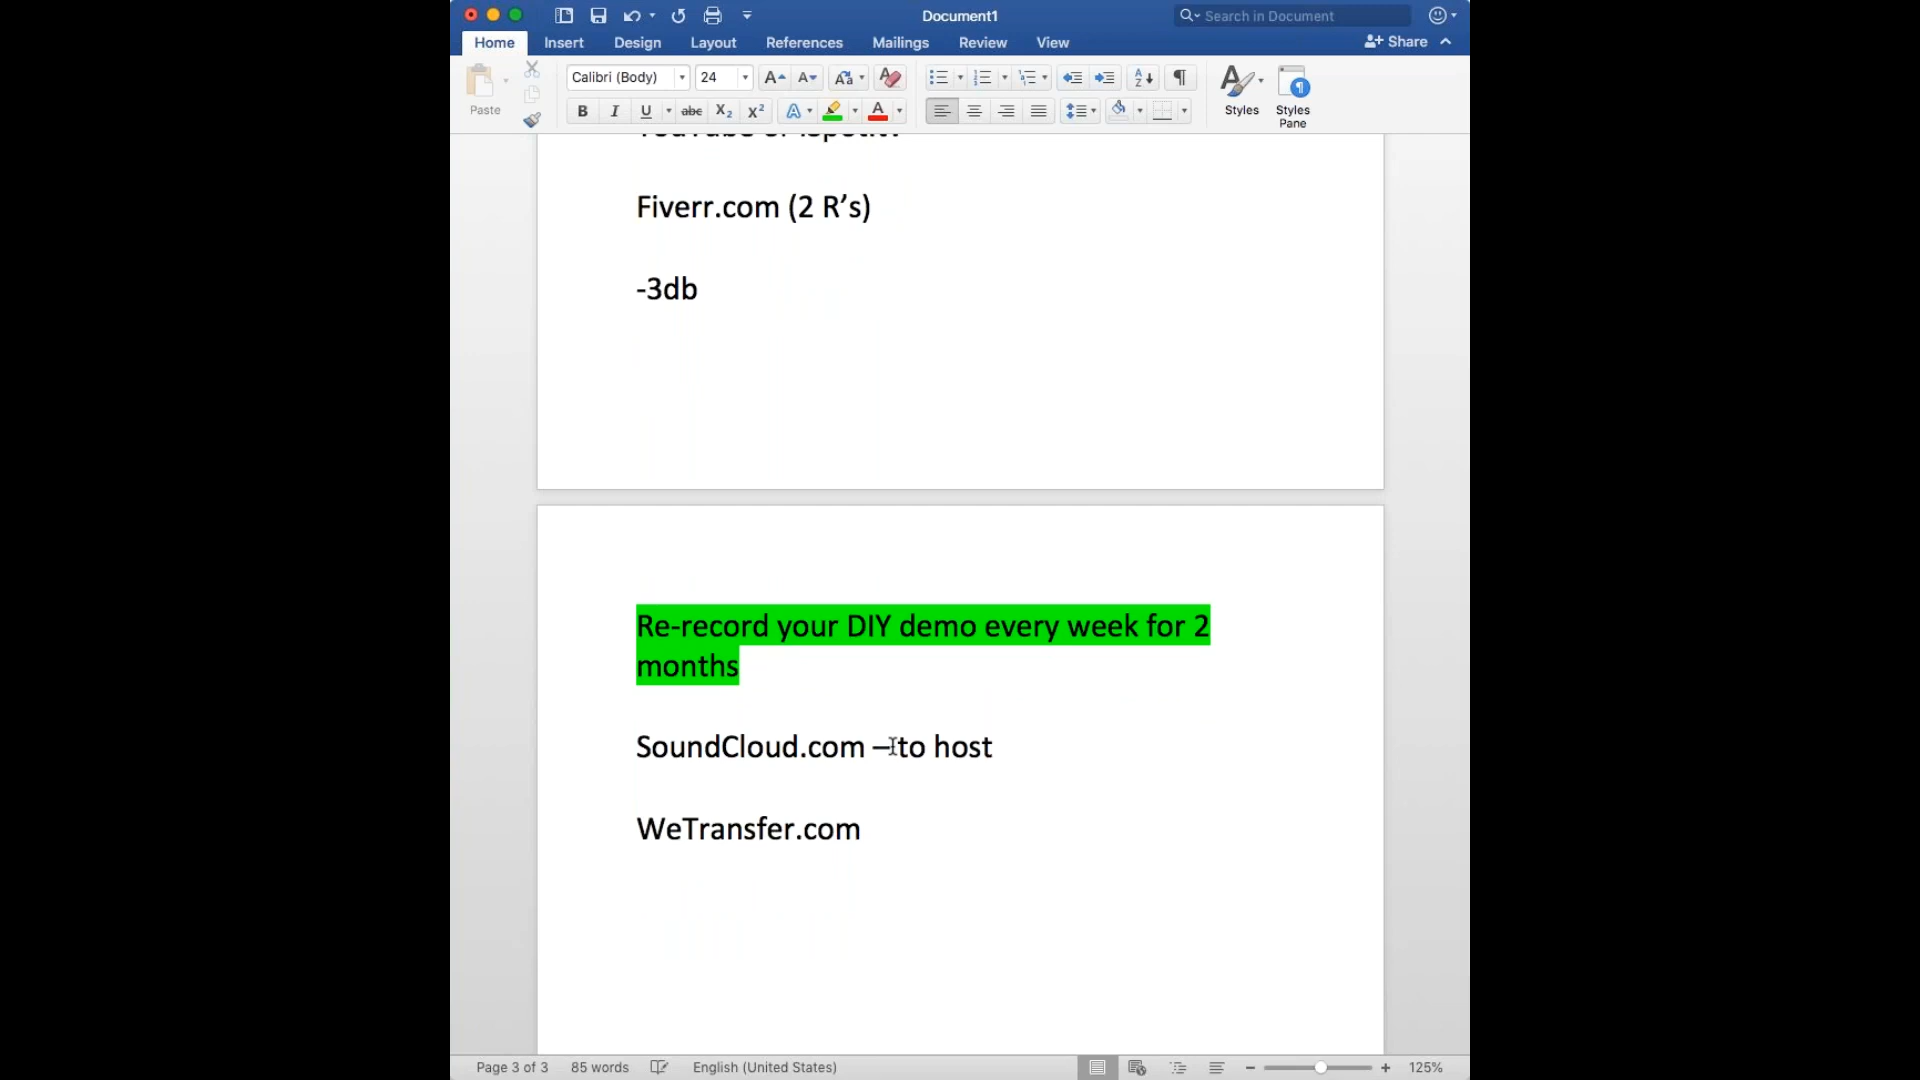 Document1
Search in Document
Home Insert Design Layout References Mailings Review View
Share
Paste
Calibri (Body) 24
Styles
Styles Pane
Fiverr.com (2 R’s)
-3db
Re-record your DIY demo every week for 2
months
SoundCloud.com – to host
WeTransfer.com
Page 3 of 3 85 words English (United States) 125%